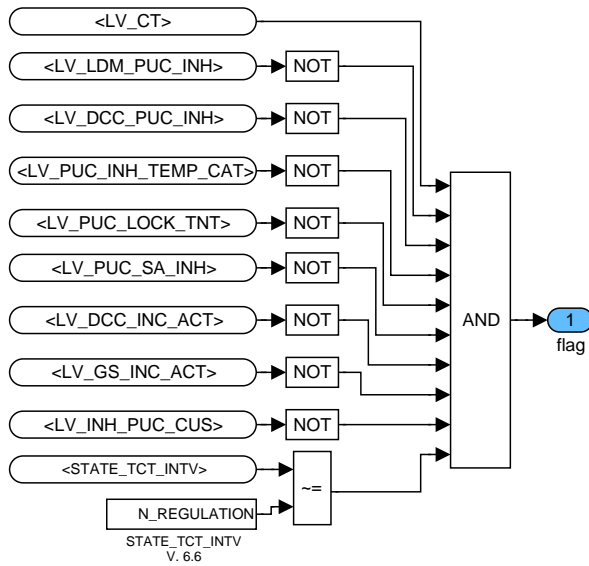 <LV_CT>
<LV_LDM_PUC_INH> NOT
<LV_DCC_PUC_INH> NOT
<LV_PUC_INH_TEMP_CAT> NOT
<LV_PUC_LOCK_TNT> NOT
<LV_PUC_SA_INH> NOT
<LV_DCC_INC_ACT> NOT
<LV_GS_INC_ACT> NOT
<LV_INH_PUC_CUS> NOT
<STATE_TCT_INTV>
~=
N_REGULATION
STATE_TCT_INTV
V. 6.6
AND
1
flag